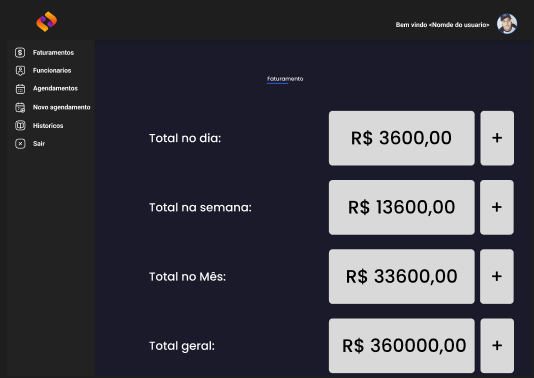 Bem vindo <Nomde do usuario>
Faturamentos
Funcionarios
Agendamentos
Novo agendamento
Historicos
Sair
Faturamento
Total no dia:
R$ 3600,00
+
Total na semana:
R$ 13600,00
+
Total no Mês:
R$ 33600,00
+
Total geral:
R$ 360000,00
+